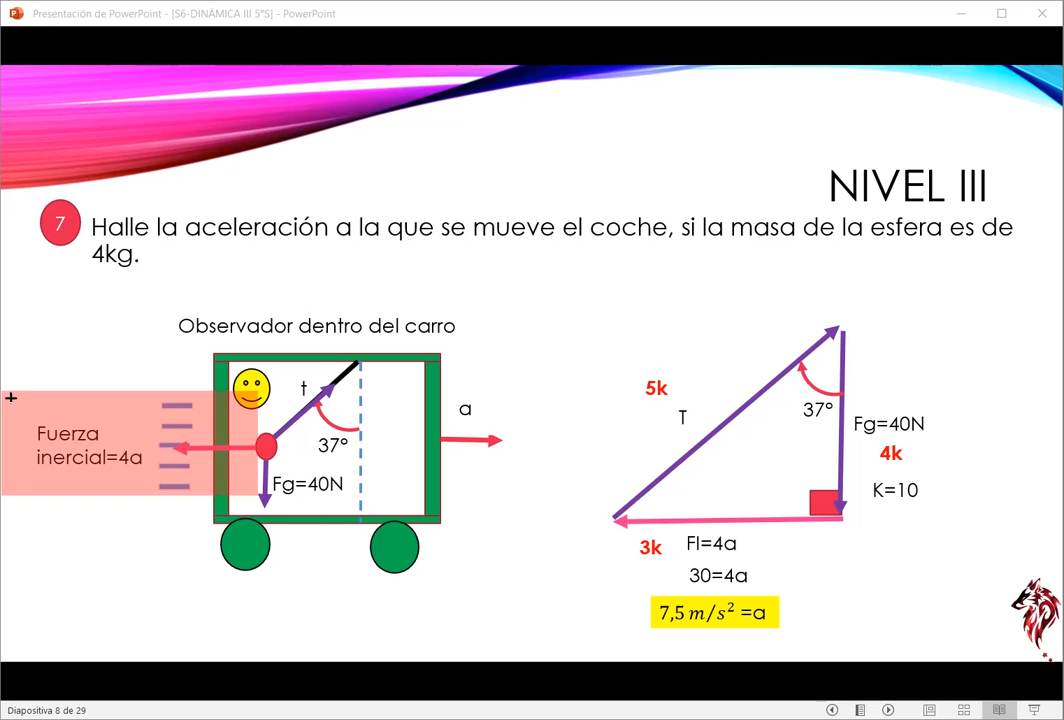 Presentación de PowerPoint - [S6-DINÁMICA III 5°S] - PowerPoint
NIVEL III
7
Halle la aceleración a la que se mueve el coche, si la masa de la esfera es de
4kg.
Observador dentro del carro
t
a
37°
Fuerza
inercial=4a
Fg=40N
5k
T
37°
Fg=40N
4k
K=10
3k
FI=4a
30=4a
7,5 m/s² =a
Diapositiva 8 de 29